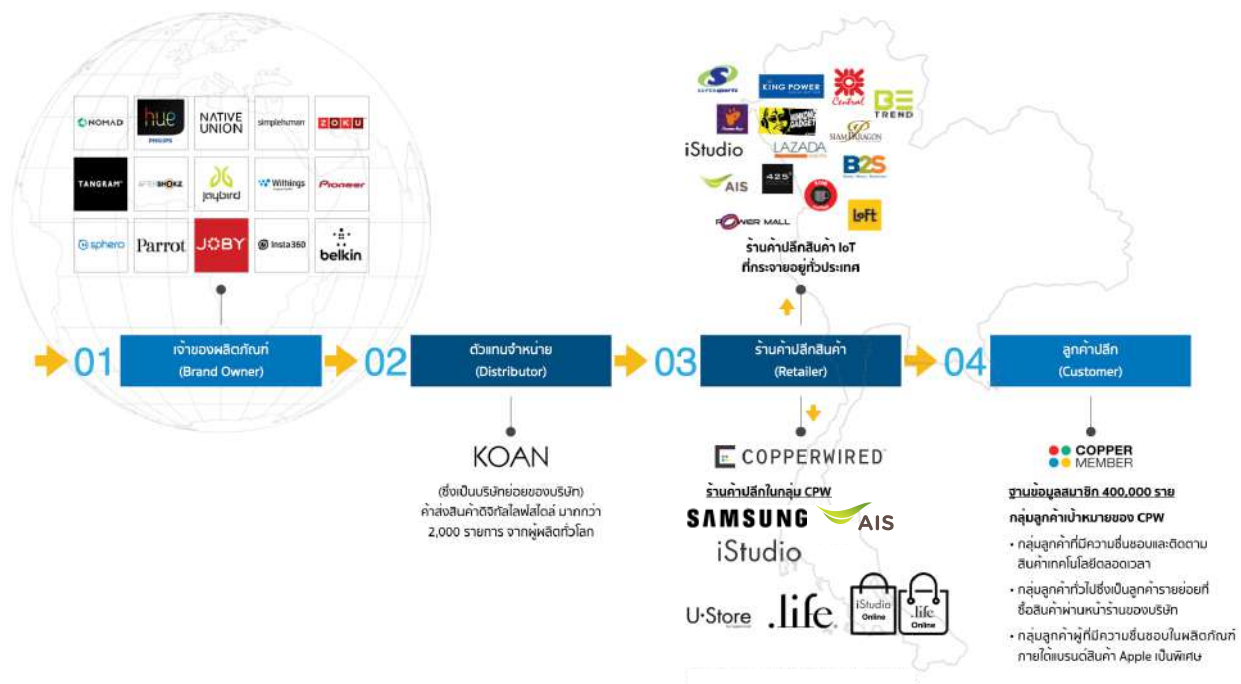 NOMAD
hue
PHILIPS
NATIVE
UNION
simplehuman
ZOKU
TANGRAM
AFTERSHOKZ
jaybird
Withings
Pioneer
sphero
Parrot
JOBY
Insta360
belkin
supersports
KING POWER
Central
BE
TREND
SIAM PARAGON
iStudio
LAZADA
B2S
AIS
425°
POWER MALL
LoFt
ร้านค้าปลีกสินค้า IoT
ที่กระจายอยู่ทั่วประเทศ
01
เจ้าของผลิตภัณฑ์
(Brand Owner)
02
ตัวแทนจำหน่าย
(Distributor)
03
ร้านค้าปลีกสินค้า
(Retailer)
04
ลูกค้าปลีก
(Customer)
KOAN
(ซึ่งเป็นบริษัทย่อยของบริษัท)
ค้าส่งสินค้าดิจิทัลไลฟสไตล์ มากกว่า
2,000 รายการ จากผู้ผลิตทั่วโลก
COPPERWIRED
ร้านค้าปลีกในกลุ่ม CPW
SAMSUNG
AIS
iStudio
U•Store
.life
iStudio
Online
.life
Online
COPPER
MEMBER
ฐานข้อมูลสมาชิก 400,000 ราย
กลุ่มลูกค้าเป้าหมายของ CPW
• กลุ่มลูกค้าที่มีความชื่นชอบและติดตาม
สินค้าเทคโนโลยีตลอดเวลา
• กลุ่มลูกค้าทั่วไปซึ่งเป็นลูกค้ารายย่อยที่
ซื้อสินค้าผ่านหน้าร้านของบริษัท
• กลุ่มลูกค้าผู้ที่มีความชื่นชอบในผลิตภัณฑ์
ภายใต้แบรนด์สินค้า Apple เป็นพิเศษ